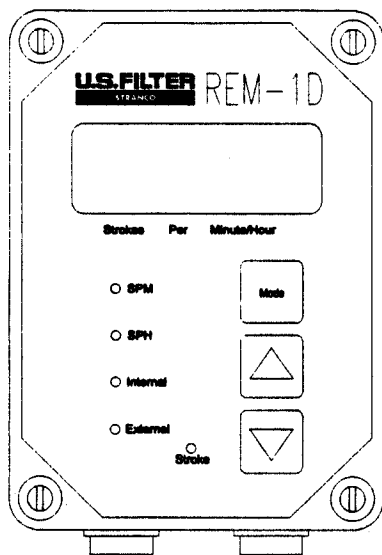 U.S.FILTER
STRANCO
REM-1D
Strokes Per Minute/Hour
SPM
Mode
SPH
Internal
External
Stroke